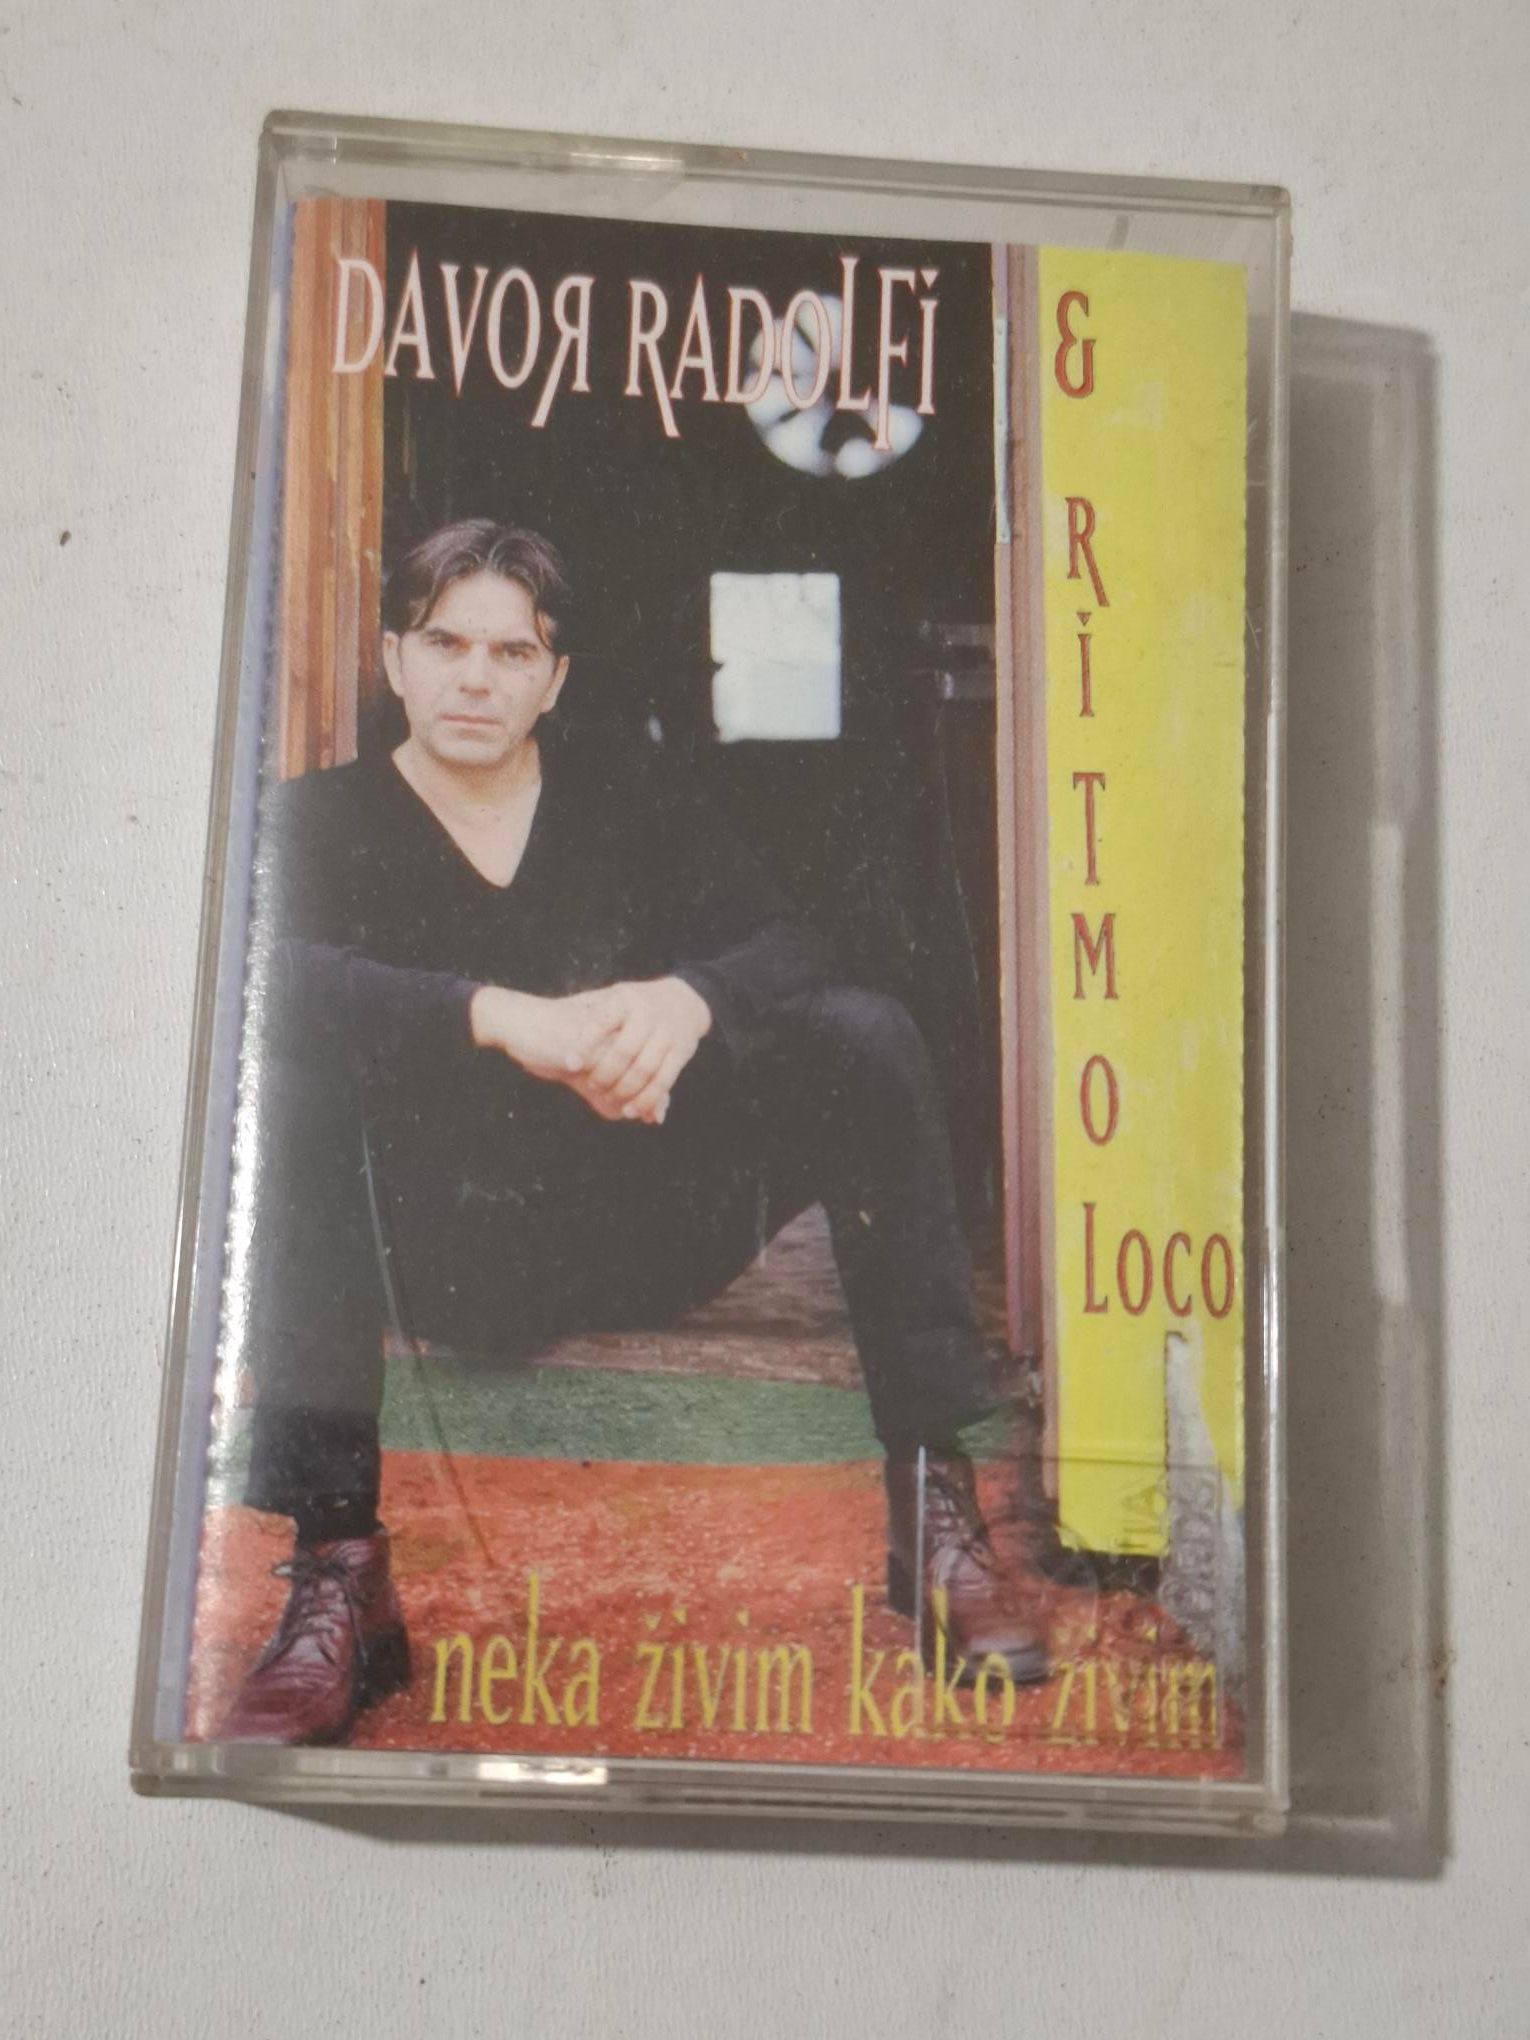 DAVOR RADOLFI
& RITMO
LOCO
neka živim kako živim